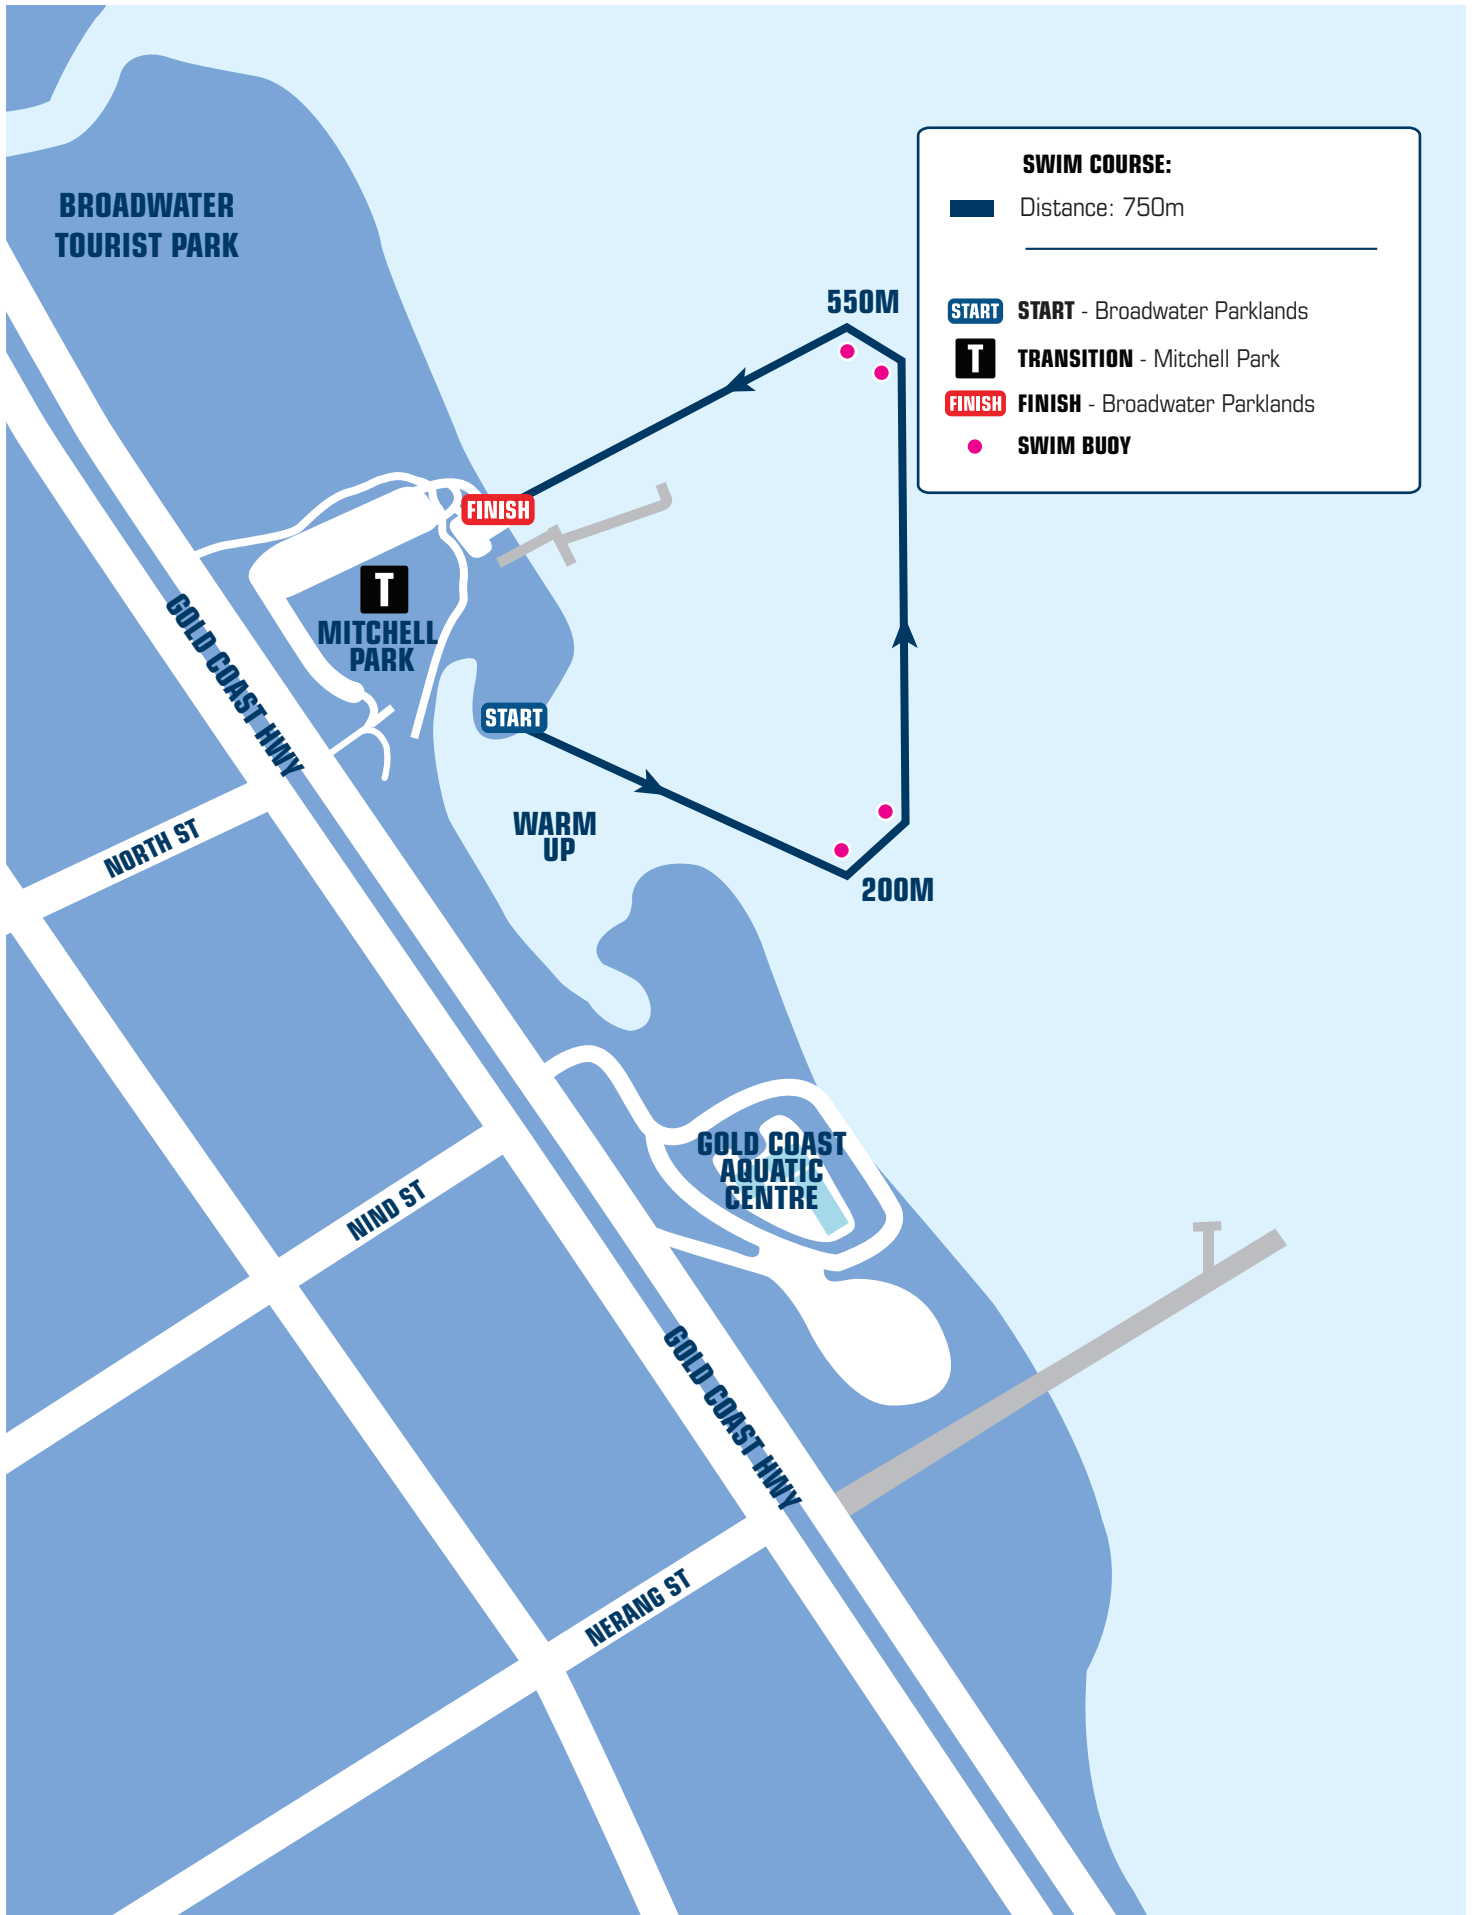 BROADWATER
TOURIST PARK
SWIM COURSE:
Distance: 750m
START START - Broadwater Parklands
T TRANSITION - Mitchell Park
FINISH FINISH - Broadwater Parklands
SWIM BUOY
550M
FINISH
T
MITCHELL
PARK
GOLD COAST HWY
START
WARM
UP
NORTH ST
200M
GOLD COAST
AQUATIC
CENTRE
NIND ST
GOLD COAST HWY
NERANG ST